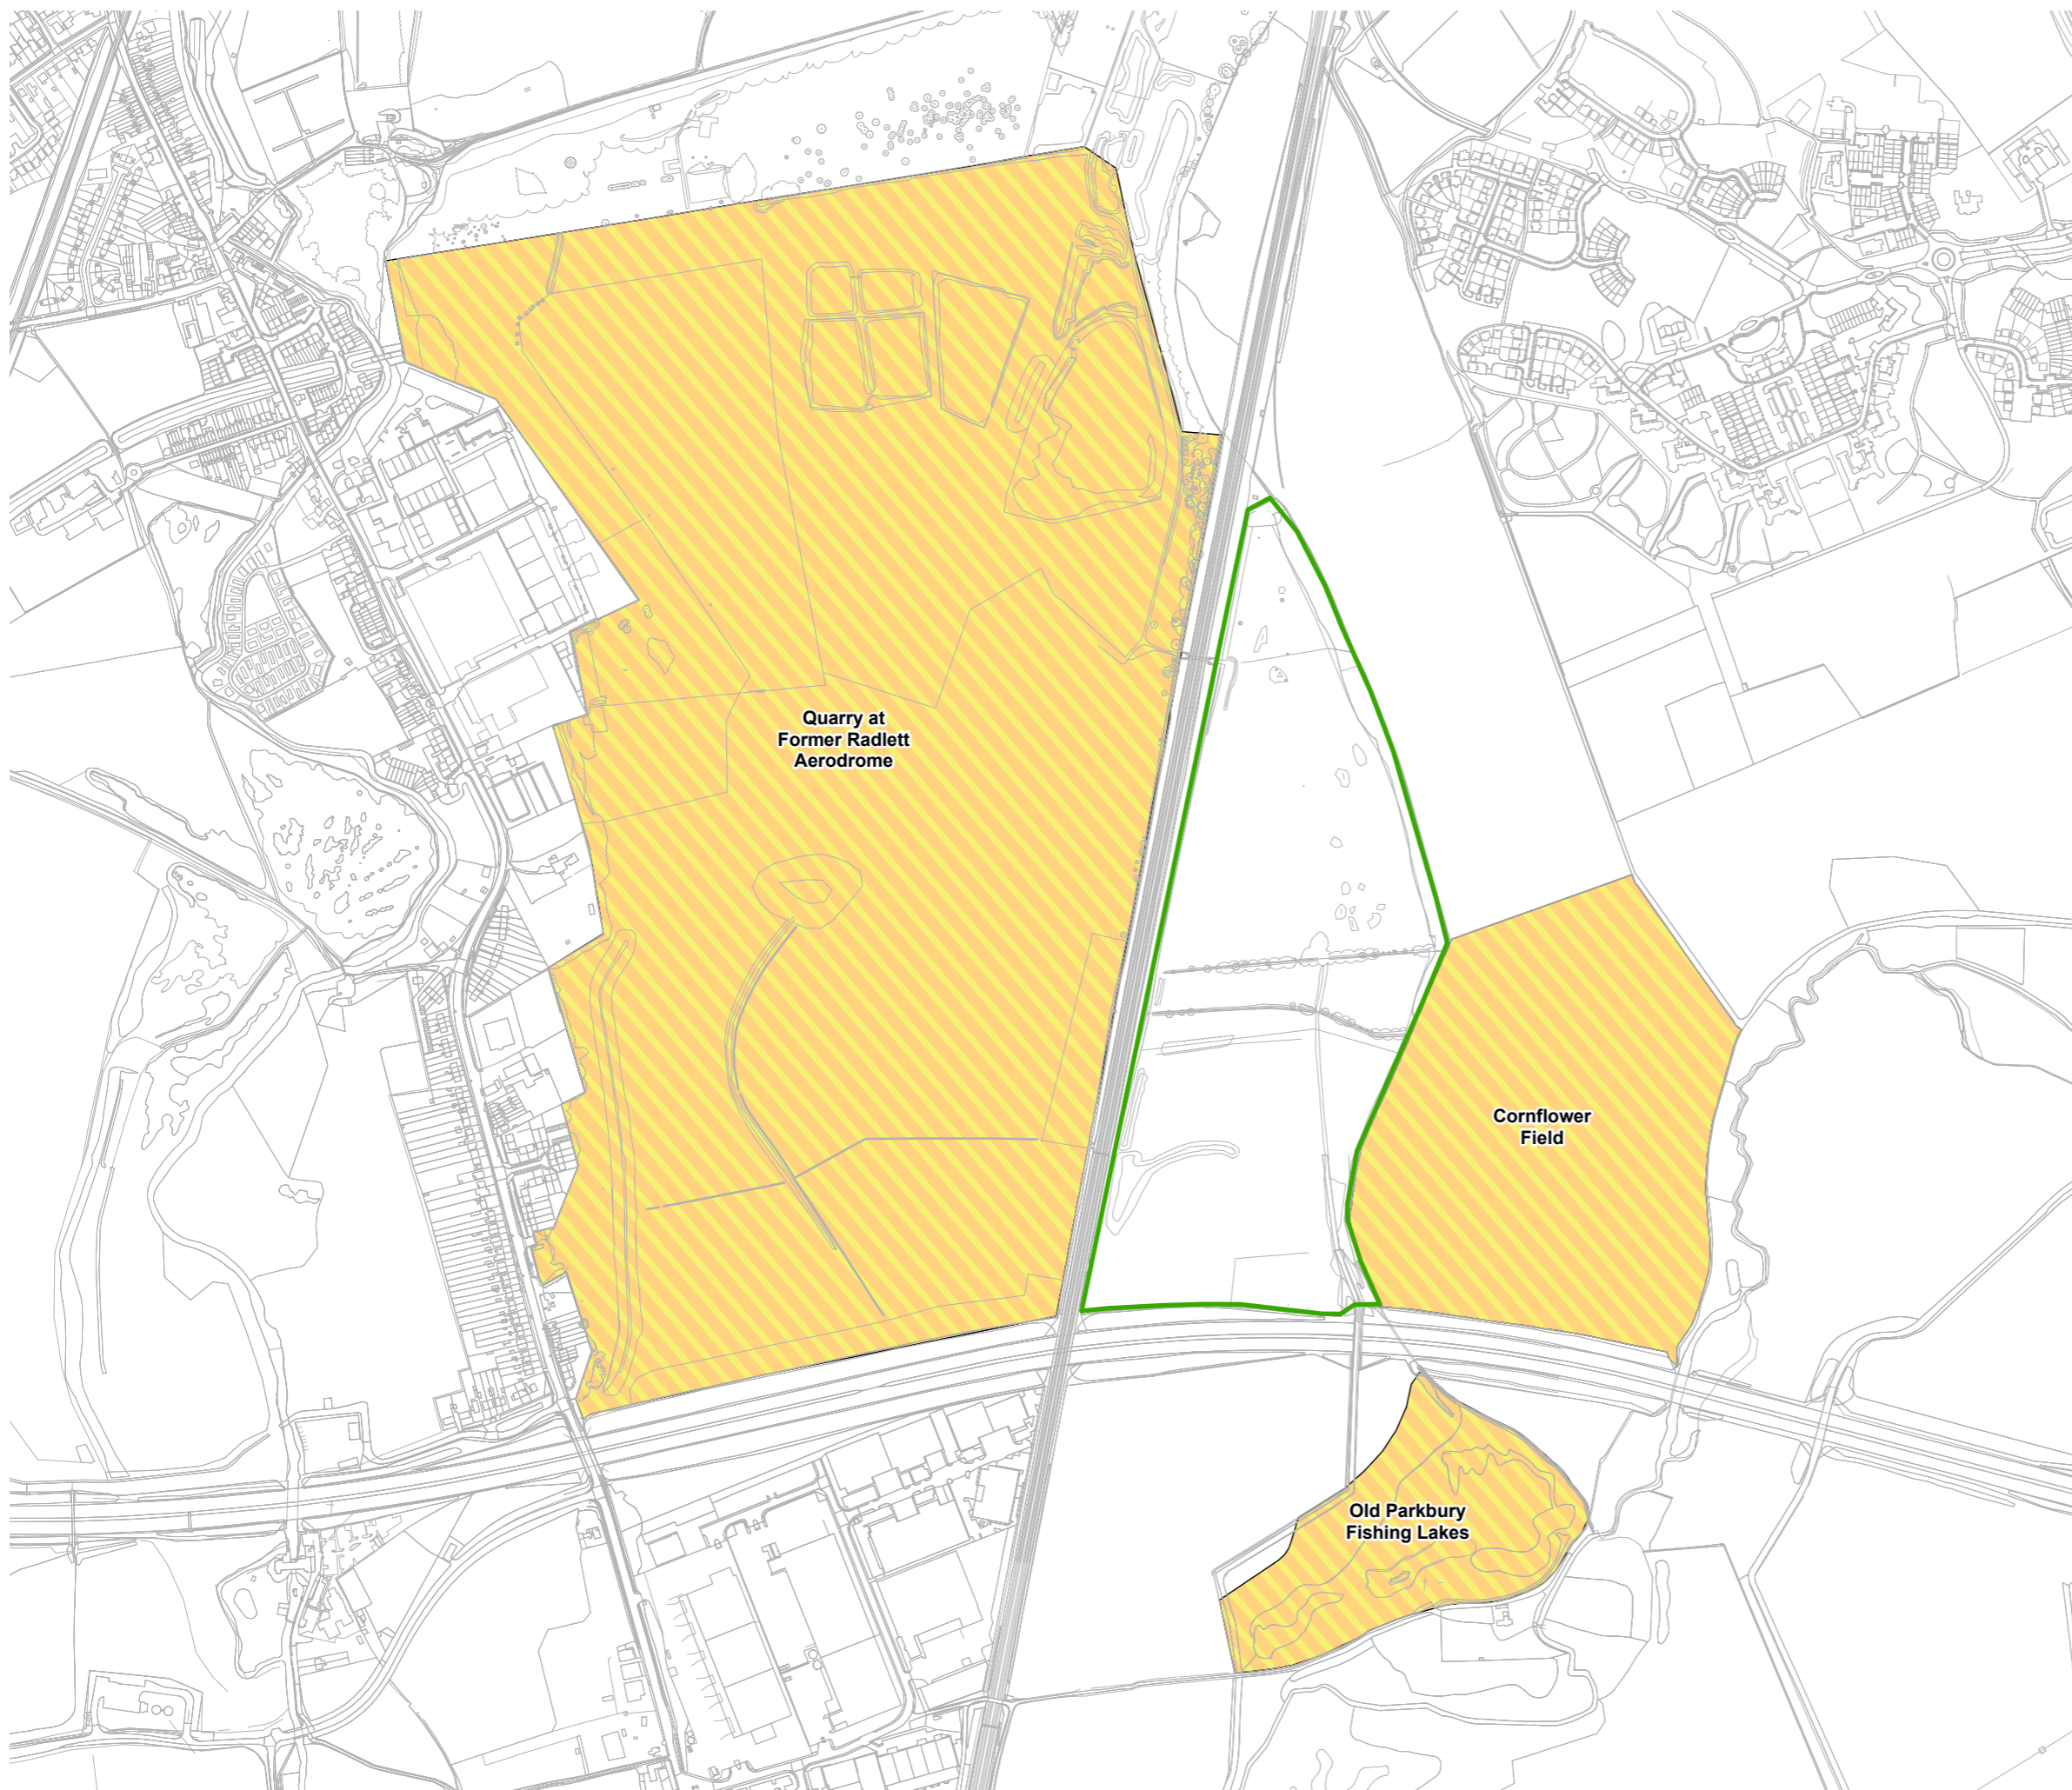 Quarry at
Former Radlett
Aerodrome
Cornflower
Field
Old Parkbury
Fishing Lakes